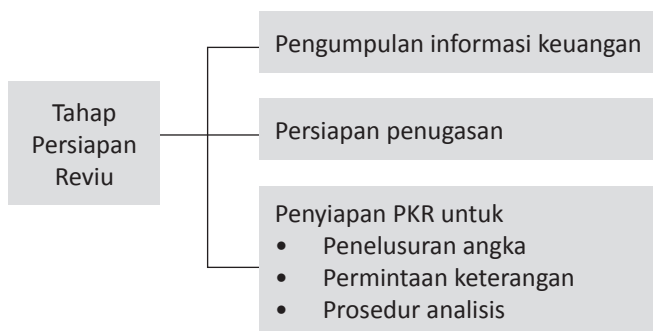 Tahap
Persiapan
Reviu
Pengumpulan informasi keuangan
Persiapan penugasan
Penyiapan PKR untuk
• Penelusuran angka
• Permintaan keterangan
• Prosedur analisis